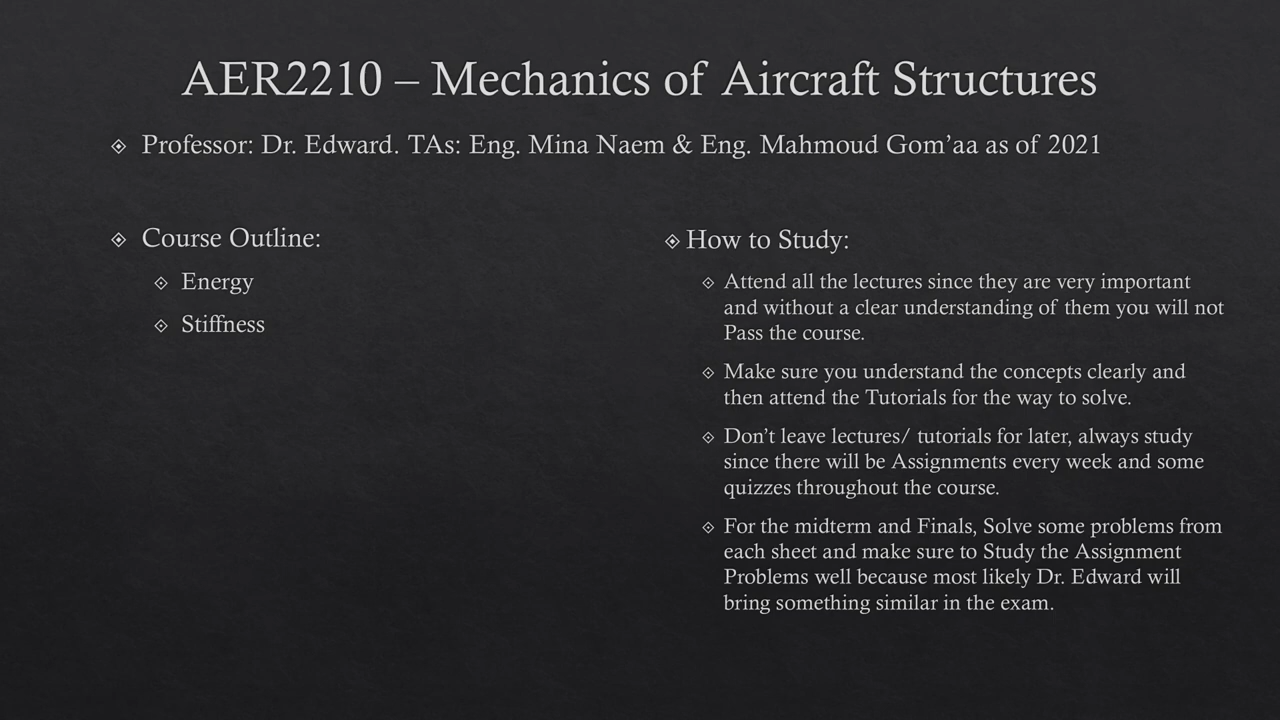 AER2210 – Mechanics of Aircraft Structures
Professor: Dr. Edward. TAs: Eng. Mina Naem & Eng. Mahmoud Gom’aa as of 2021
Course Outline:
Energy
Stiffness
How to Study:
Attend all the lectures since they are very important
and without a clear understanding of them you will not
Pass the course.
Make sure you understand the concepts clearly and
then attend the Tutorials for the way to solve.
Don’t leave lectures/ tutorials for later, always study
since there will be Assignments every week and some
quizzes throughout the course.
For the midterm and Finals, Solve some problems from
each sheet and make sure to Study the Assignment
Problems well because most likely Dr. Edward will
bring something similar in the exam.